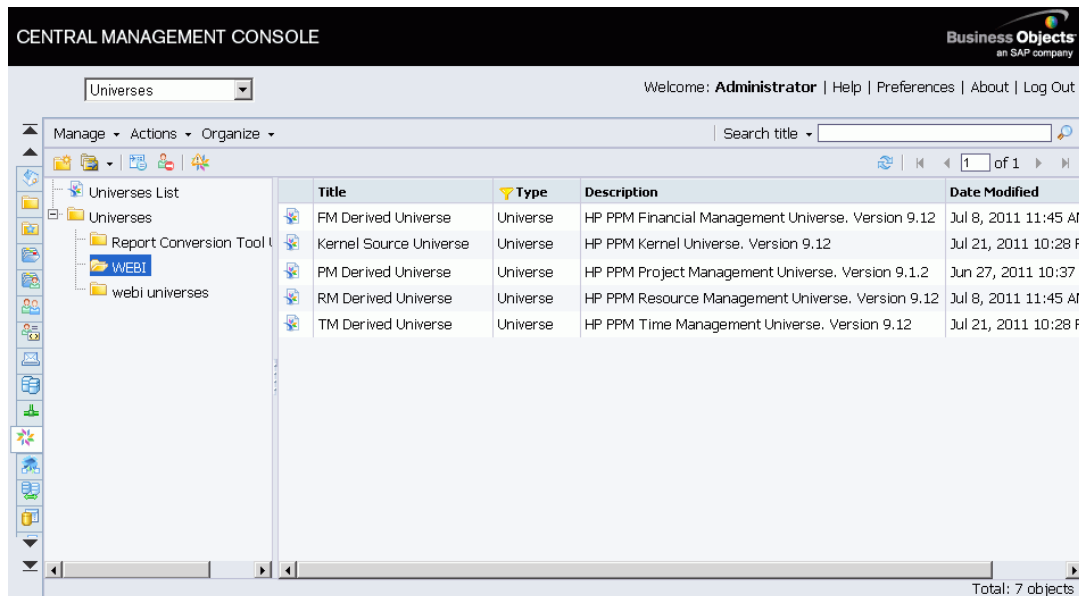 CENTRAL MANAGEMENT CONSOLE
Business Objects
an SAP company
Universes
Welcome: Administrator | Help | Preferences | About | Log Out
Manage Actions Organize
Search title
1 of 1
Universes List
Universes
Report Conversion Tool
WEBI
webi universes
Title Type Description Date Modified
FM Derived Universe Universe HP PPM Financial Management Universe. Version 9.12 Jul 8, 2011 11:45 A
Kernel Source Universe Universe HP PPM Kernel Universe. Version 9.12 Jul 21, 2011 10:28
PM Derived Universe Universe HP PPM Project Management Universe. Version 9.1.2 Jun 27, 2011 10:37
RM Derived Universe Universe HP PPM Resource Management Universe. Version 9.12 Jul 8, 2011 11:45 A
TM Derived Universe Universe HP PPM Time Management Universe. Version 9.12 Jul 21, 2011 10:28
Total: 7 objects